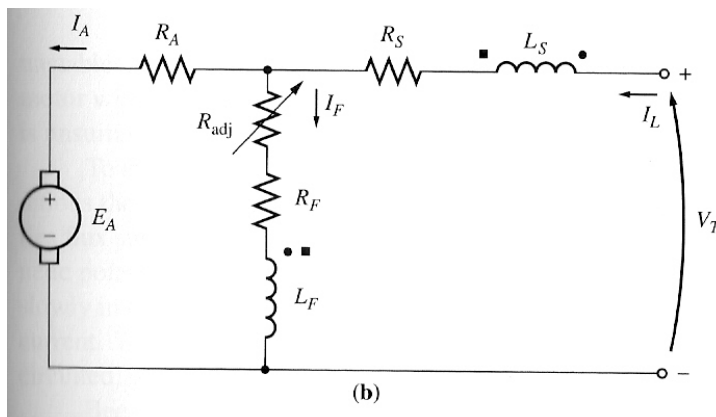 I_A
R_A
R_S
L_S
+
I_L
R_adj
I_F
+
E_A
−
R_F
V_T
L_F
−
(b)